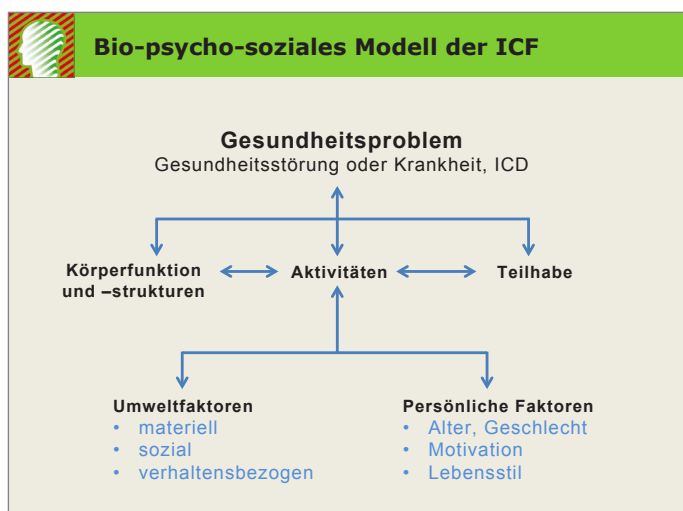 Bio-psycho-soziales Modell der ICF
Gesundheitsproblem
Gesundheitsstörung oder Krankheit, ICD
Körperfunktion
und –strukturen
Aktivitäten
Teilhabe
Umweltfaktoren
• materiell
• sozial
• verhaltensbezogen
Persönliche Faktoren
• Alter, Geschlecht
• Motivation
• Lebensstil